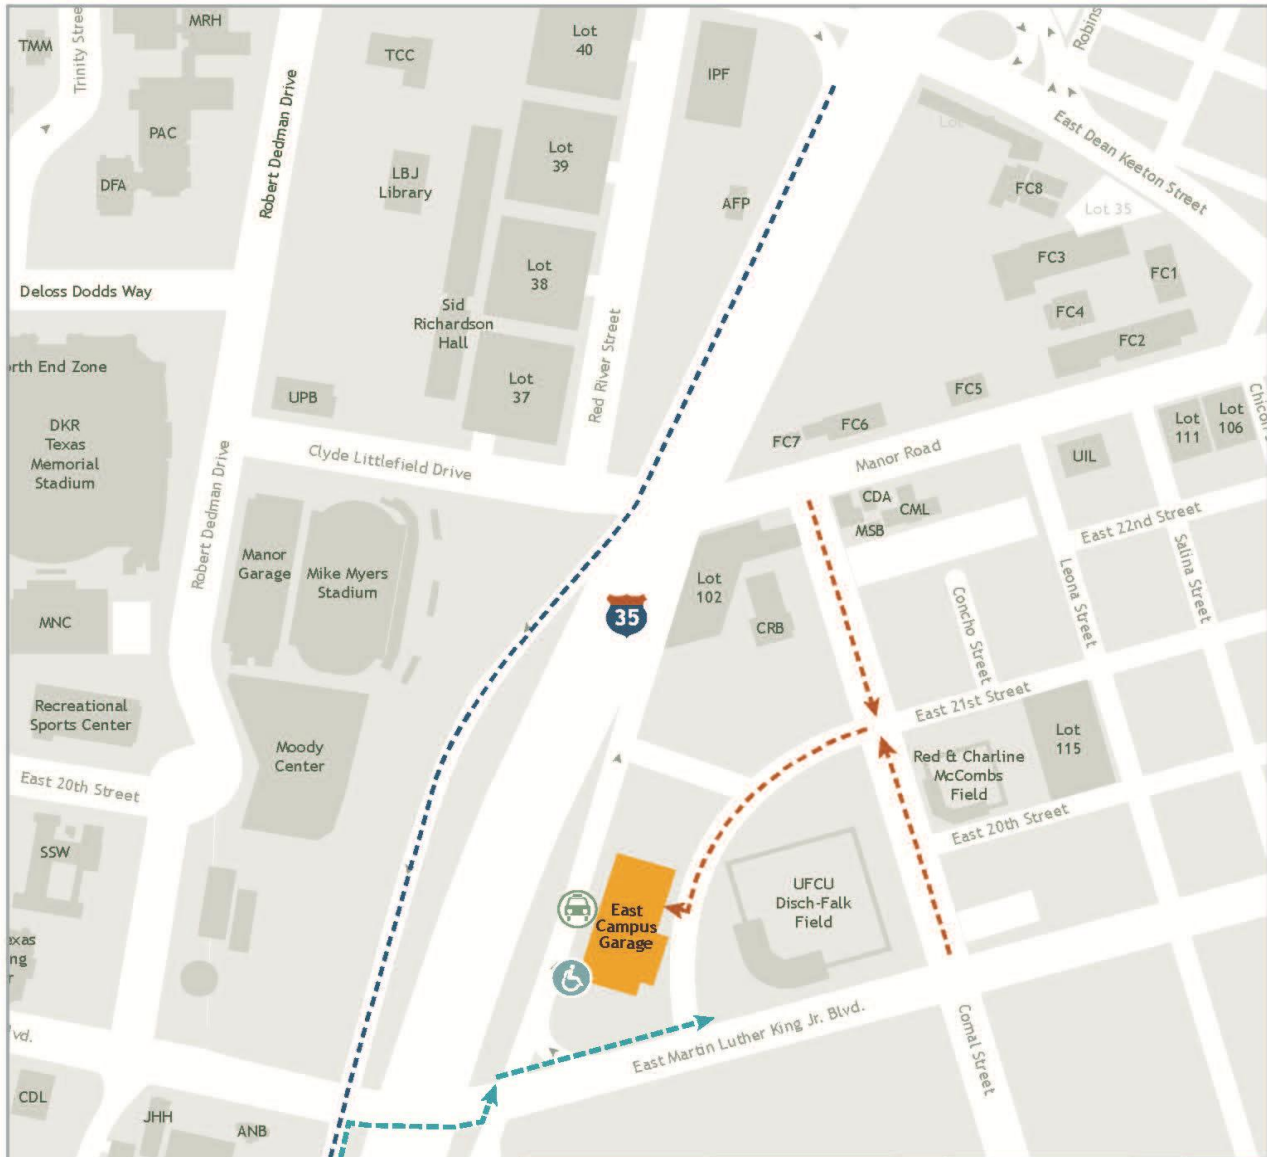 MRH
TMM
Trinity Stree
TCC
Lot
40
IPF
Robins
PAC
Robert Dedman Drive
Lot
39
East Dean Keeton Street
DFA
LBJ
Library
AFP
FC8
Lot 35
Lot
38
FC3
FC1
Deloss Dodds Way
Sid
Richardson
Hall
FC4
FC2
Red River Street
rth End Zone
UPB
Lot
37
FC5
Chicon
DKR
Texas
Memorial
Stadium
Robert Dedman Drive
Clyde Littlefield Drive
FC7
FC6
Manor Road
UIL
Lot
111
Lot
106
CDA
CML
MSB
East 22nd Street
Salina Street
Manor
Garage
Mike Myers
Stadium
Lot
102
Leona Street
Concho Street
35
MNC
CRB
Recreational
Sports Center
East 21st Street
Moody
Center
Red & Charline
McCombs
Field
Lot
115
East 20th Street
East 20th Street
SSW
UFCU
Disch-Falk
Field
East
Campus
Garage
exas
ng
r
lvd.
East Martin Luther King Jr. Blvd.
Comal Street
CDL
JHH
ANB